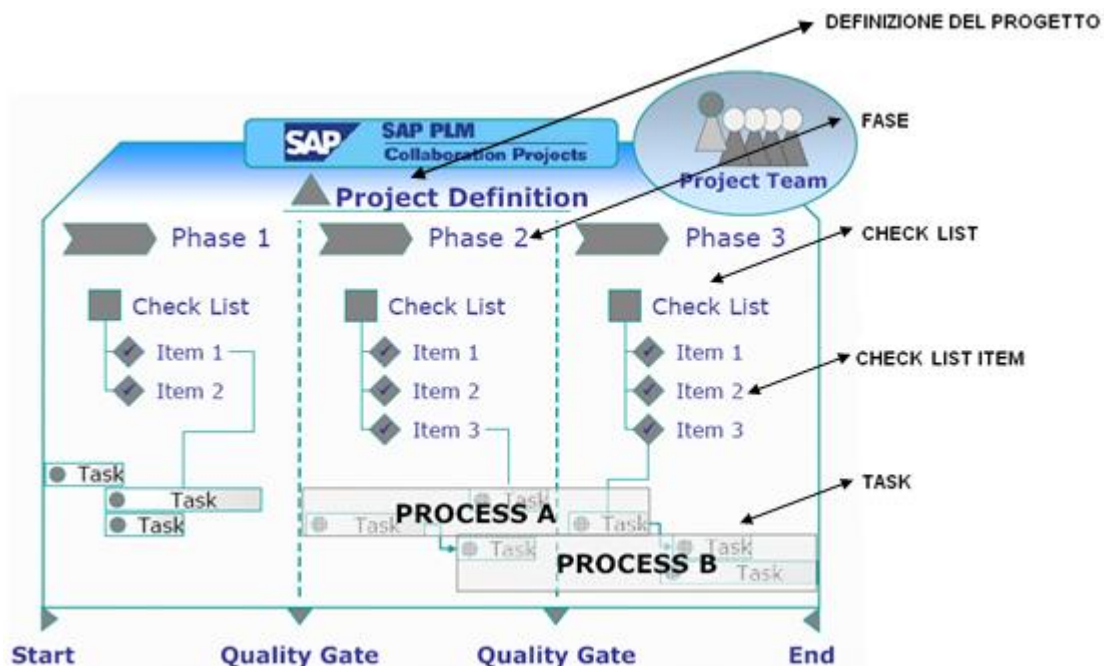 DEFINIZIONE DEL PROGETTO
SAP
SAP PLM
Collaboration Projects
FASE
Project Team
Project Definition
Phase 1
Phase 2
Phase 3
CHECK LIST
Check List
Check List
Check List
Item 1
Item 1
Item 1
CHECK LIST ITEM
Item 2
Item 2
Item 2
Item 3
Item 3
Task
TASK
Task
Task
Task
PROCESS A
Task
Task
Task
Task
PROCESS B
Task
Start
Quality Gate
Quality Gate
End